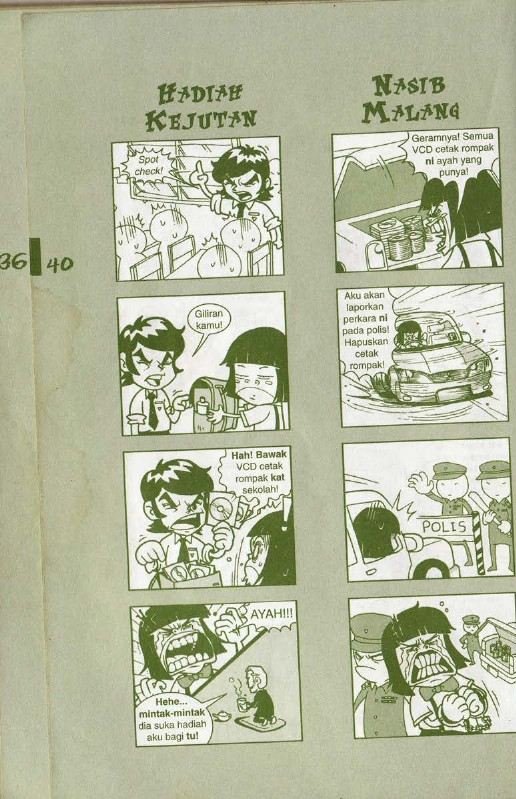 HADIAH
KEJUTAN
Spot
check!
Giliran
kamu!
Hah! Bawak
VCD cetak
rompak kat
sekolah!
AYAH!!!
Hehe...
mintak-mintak
dia suka hadiah
aku bagi tu!
NASIB
MALANG
Geramnya! Semua
VCD cetak rompak
ni ayah yang
punya!
Aku akan
laporkan
perkara ni
pada polis!
Hapuskan
cetak
rompak!
POLIS
36 40